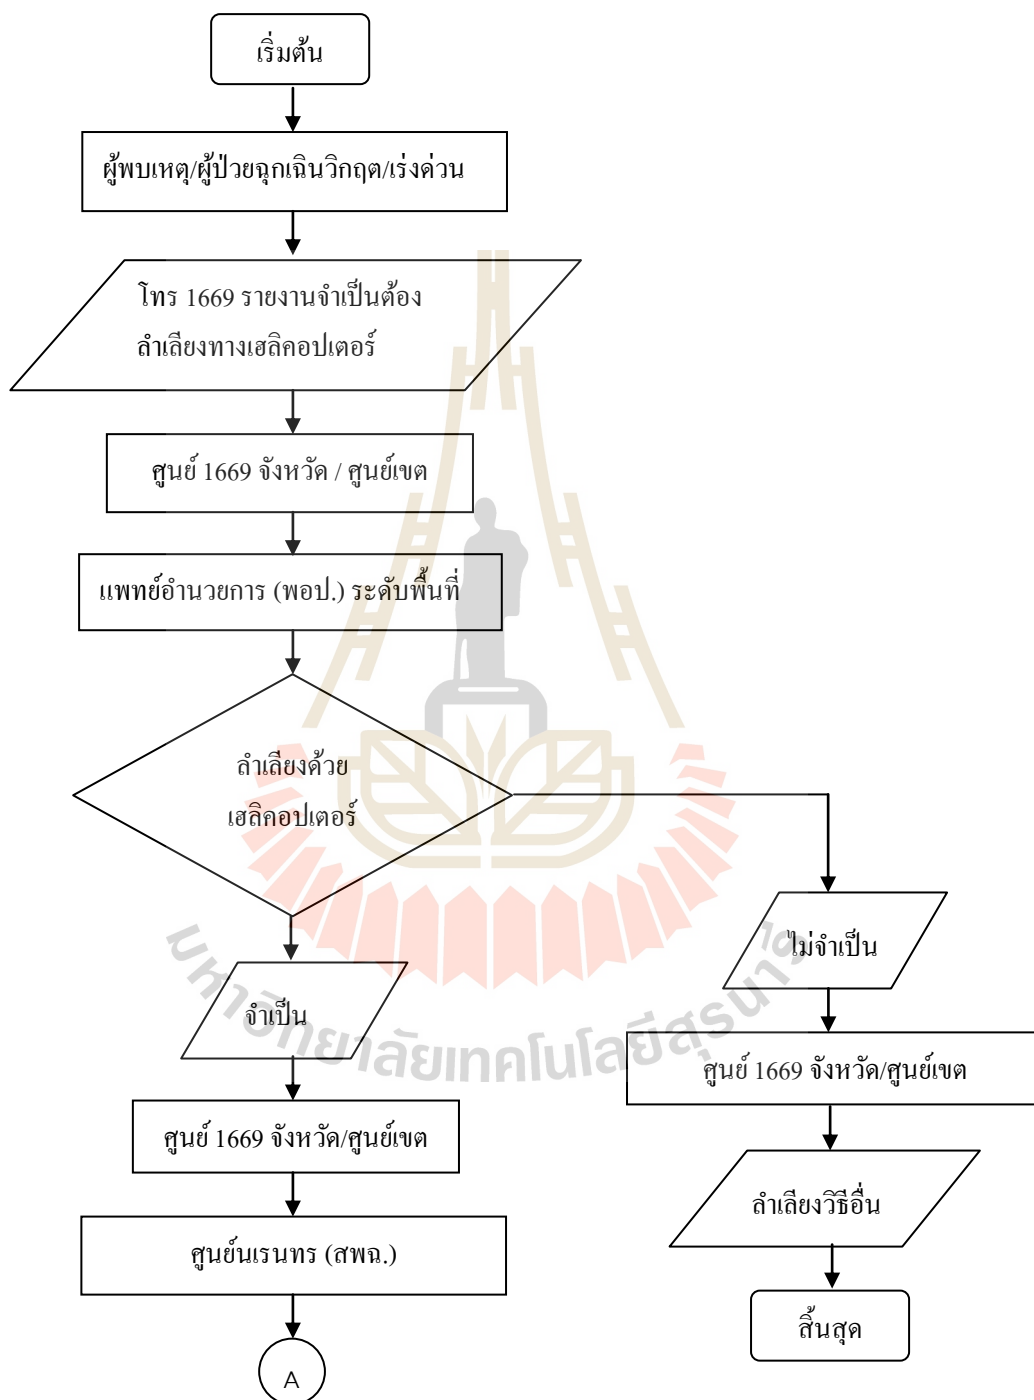 เริ่มต้น
ผู้พบเหตุ/ผู้ป่วยฉุกเฉินวิกฤต/เร่งด่วน
โทร 1669 รายงานจำเป็นต้อง
ลำเลียงทางเฮลิคอปเตอร์
ศูนย์ 1669 จังหวัด / ศูนย์เขต
แพทย์อำนวยการ (พอป.) ระดับพื้นที่
ลำเลียงด้วย
เฮลิคอปเตอร์
ไม่จำเป็น
จำเป็น
ศูนย์ 1669 จังหวัด/ศูนย์เขต
ศูนย์ 1669 จังหวัด/ศูนย์เขต
ลำเลียงวิธีอื่น
ศูนย์นเรนทร (สพฉ.)
สิ้นสุด
A
มหาวิทยาลัยเทคโนโลยีสุรนารี